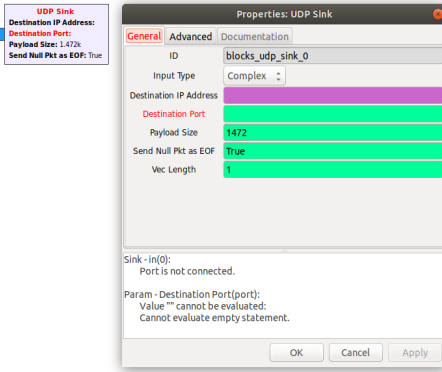 UDP Sink
Destination IP Address:
Destination Port:
Payload Size: 1.472k
Send Null Pkt as EOF: True
Properties: UDP Sink
General Advanced Documentation
ID blocks_udp_sink_0
Input Type Complex
Destination IP Address
Destination Port
Payload Size 1472
Send Null Pkt as EOF True
Vec Length 1
Sink - in(0):
Port is not connected.
Param - Destination Port(port):
Value "" cannot be evaluated:
Cannot evaluate empty statement.
OK Cancel Apply